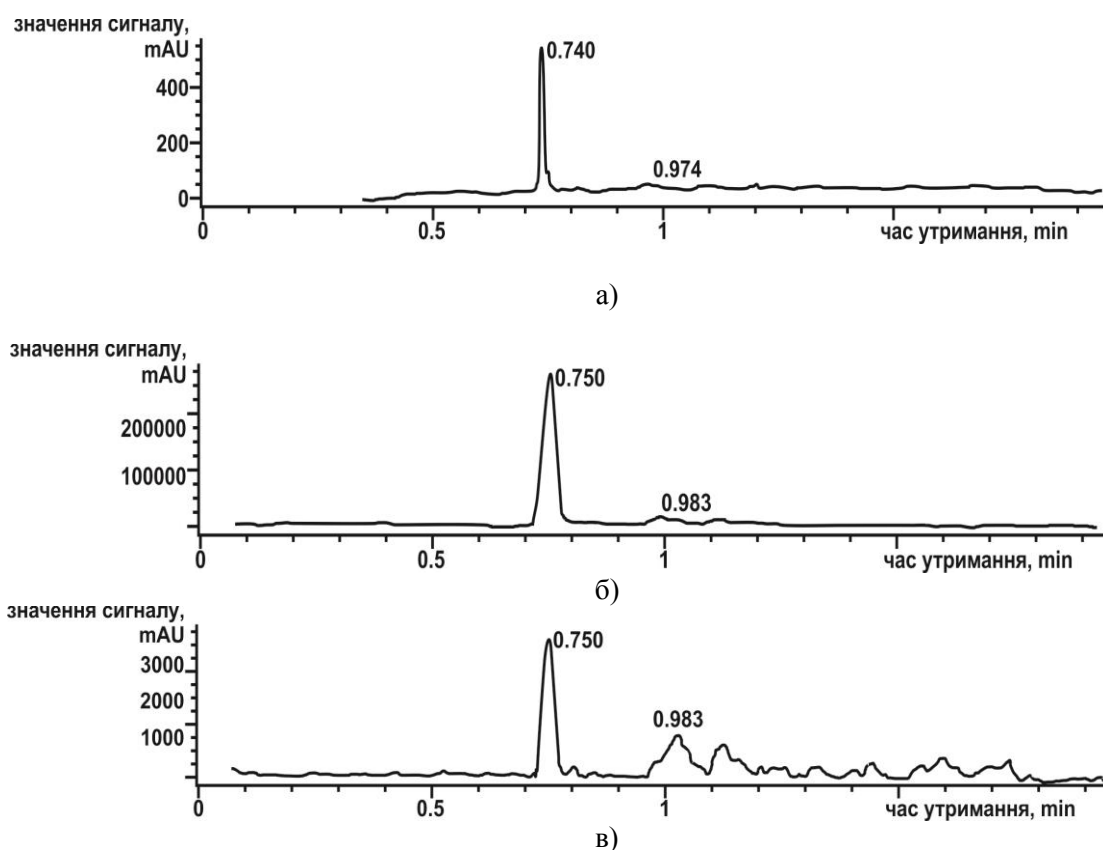 значення сигналу,
mAU
0.740
400
200
0.974
0
0
0.5
1
час утримання, min
а)
значення сигналу,
mAU
0.750
200000
100000
0.983
0
0.5
1
час утримання, min
б)
значення сигналу,
mAU
0.750
3000
2000
0.983
1000
0
0.5
1
час утримання, min
в)